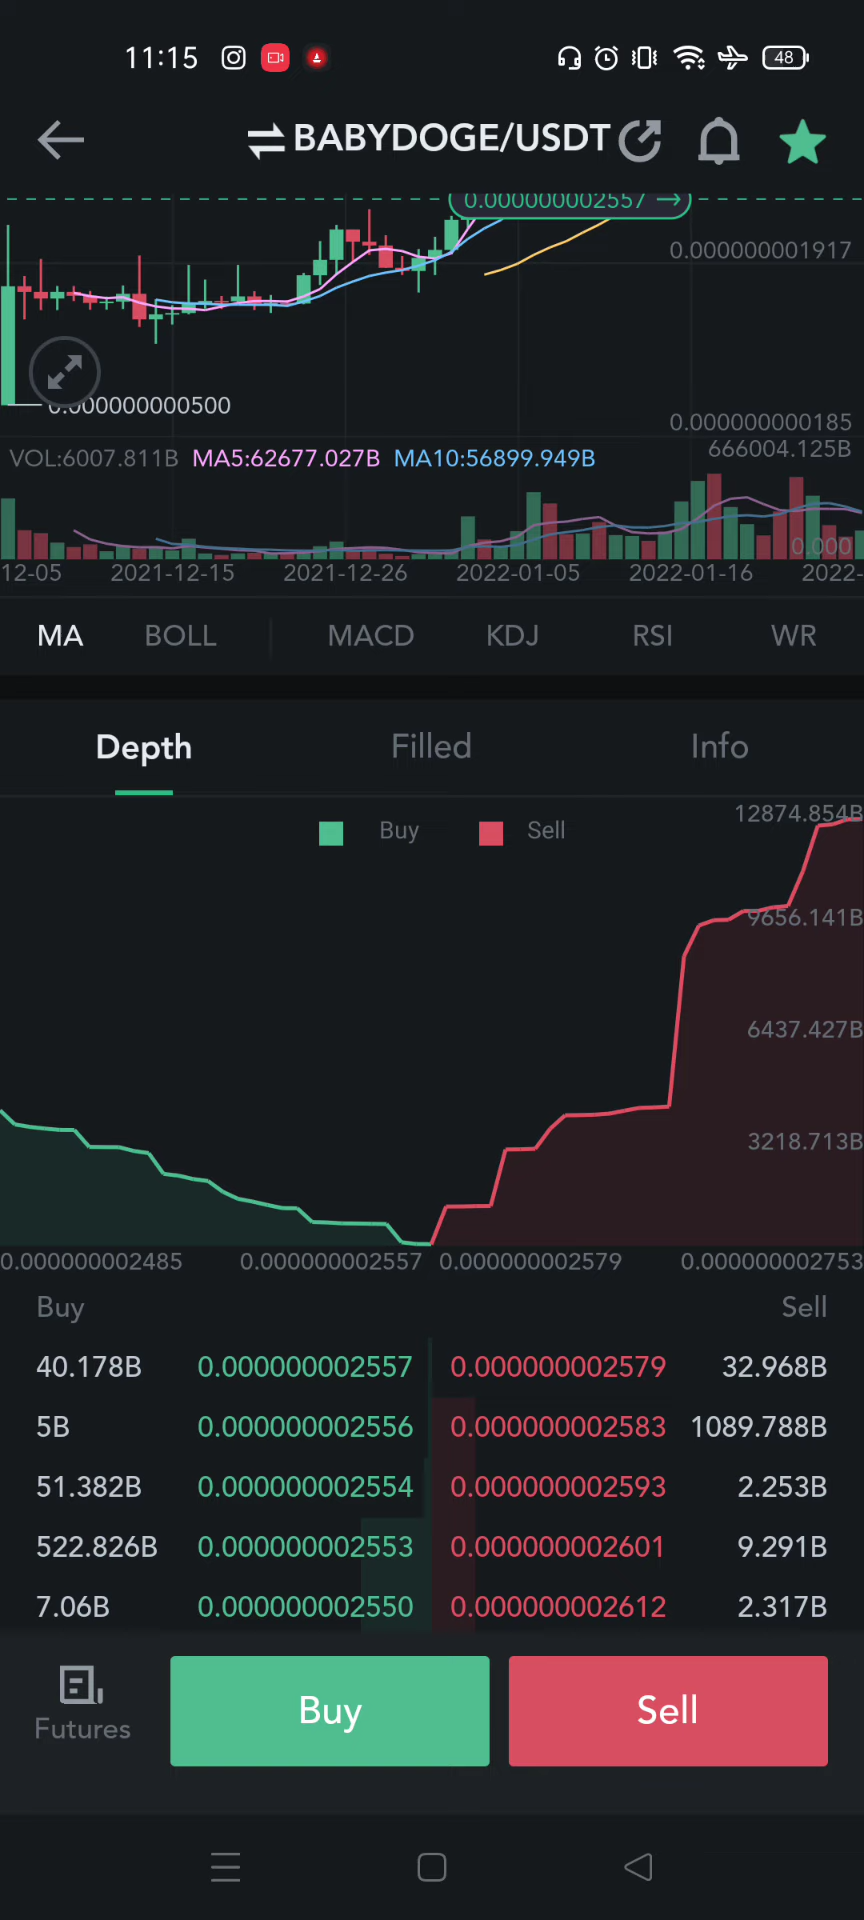 11:15
48
BABYDOGE/USDT
0.000000002557
0.000000001917
0.000000000500
0.000000000185
VOL:6007.811B MA5:62677.027B MA10:56899.949B
666004.125B
0.000
12-05 2021-12-15 2021-12-26 2022-01-05 2022-01-16 2022-
MA BOLL MACD KDJ RSI WR
Depth Filled Info
Buy Sell
12874.854B
9656.141B
6437.427B
3218.713B
0.000000002485 0.000000002557 0.000000002579 0.000000002753
Buy Sell
40.178B 0.000000002557 0.000000002579 32.968B
5B 0.000000002556 0.000000002583 1089.788B
51.382B 0.000000002554 0.000000002593 2.253B
522.826B 0.000000002553 0.000000002601 9.291B
7.06B 0.000000002550 0.000000002612 2.317B
Futures
Buy
Sell